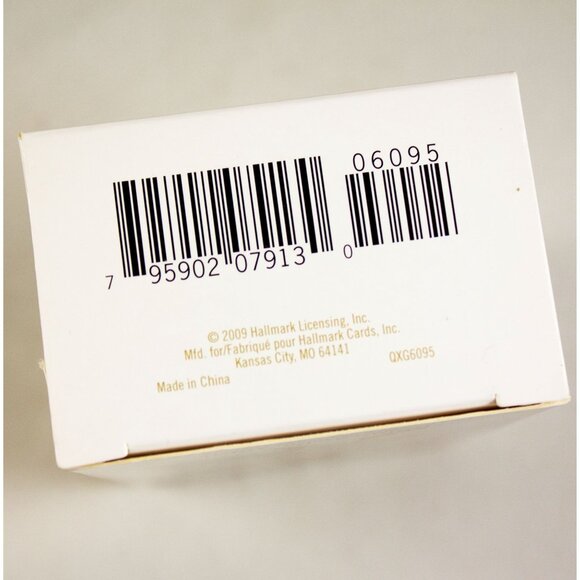 06095
7 95902 07913 0
© 2009 Hallmark Licensing, Inc.
Mfd. for/Fabriqué pour Hallmark Cards, Inc.
Kansas City, MO 64141 QXG6095
Made in China